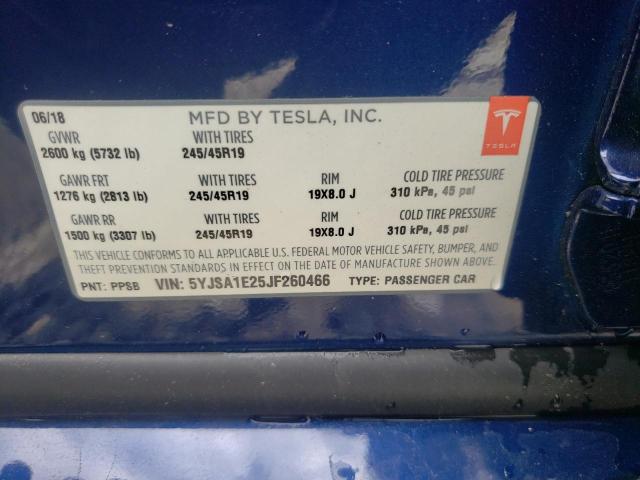 06/18 MFD BY TESLA, INC.
GVWR WITH TIRES
2600 kg (5732 lb) 245/45R19
TESLA
GAWR FRT WITH TIRES RIM COLD TIRE PRESSURE
1276 kg (2813 lb) 245/45R19 19X8.0 J 310 kPa, 45 psi
GAWR RR WITH TIRES RIM COLD TIRE PRESSURE
1500 kg (3307 lb) 245/45R19 19X8.0 J 310 kPa, 45 psi
THIS VEHICLE CONFORMS TO ALL APPLICABLE U.S. FEDERAL MOTOR VEHICLE SAFETY, BUMPER, AND
THEFT PREVENTION STANDARDS IN EFFECT ON THE DATE OF MANUFACTURE SHOWN ABOVE.
PNT: PPSB VIN: 5YJSA1E25JF260466 TYPE: PASSENGER CAR